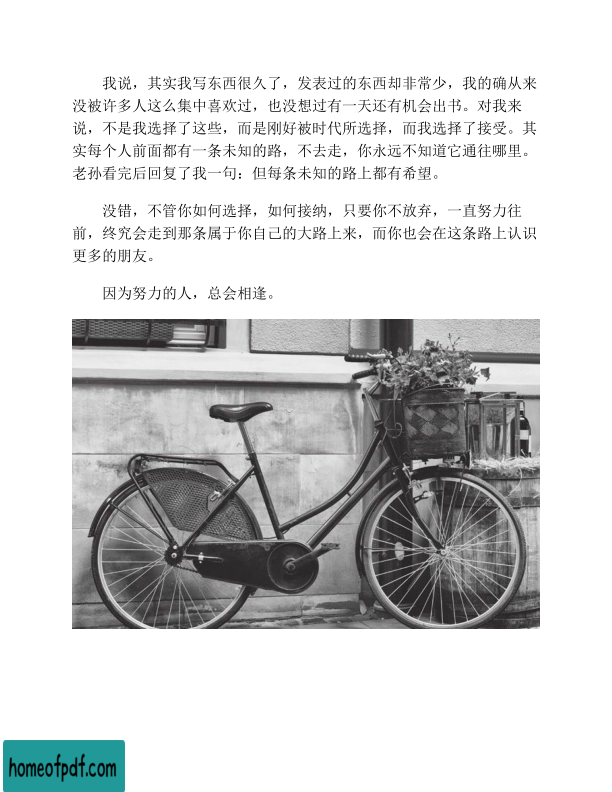 我说，其实我写东西很久了，发表过的东西却非常少，我的确从来
没被许多人这么集中喜欢过，也没想过有一天还有机会出书。对我来
说，不是我选择了这些，而是刚好被时代所选择，而我选择了接受。其
实每个人前面都有一条未知的路，不去走，你永远不知道它通往哪里。
老孙看完后回复了我一句：但每条未知的路上都有希望。
没错，不管你如何选择，如何接纳，只要你不放弃，一直努力往
前，终究会走到那条属于你自己的大路上来，而你也会在这条路上认识
更多的朋友。
因为努力的人，总会相逢。
homeofpdf.com